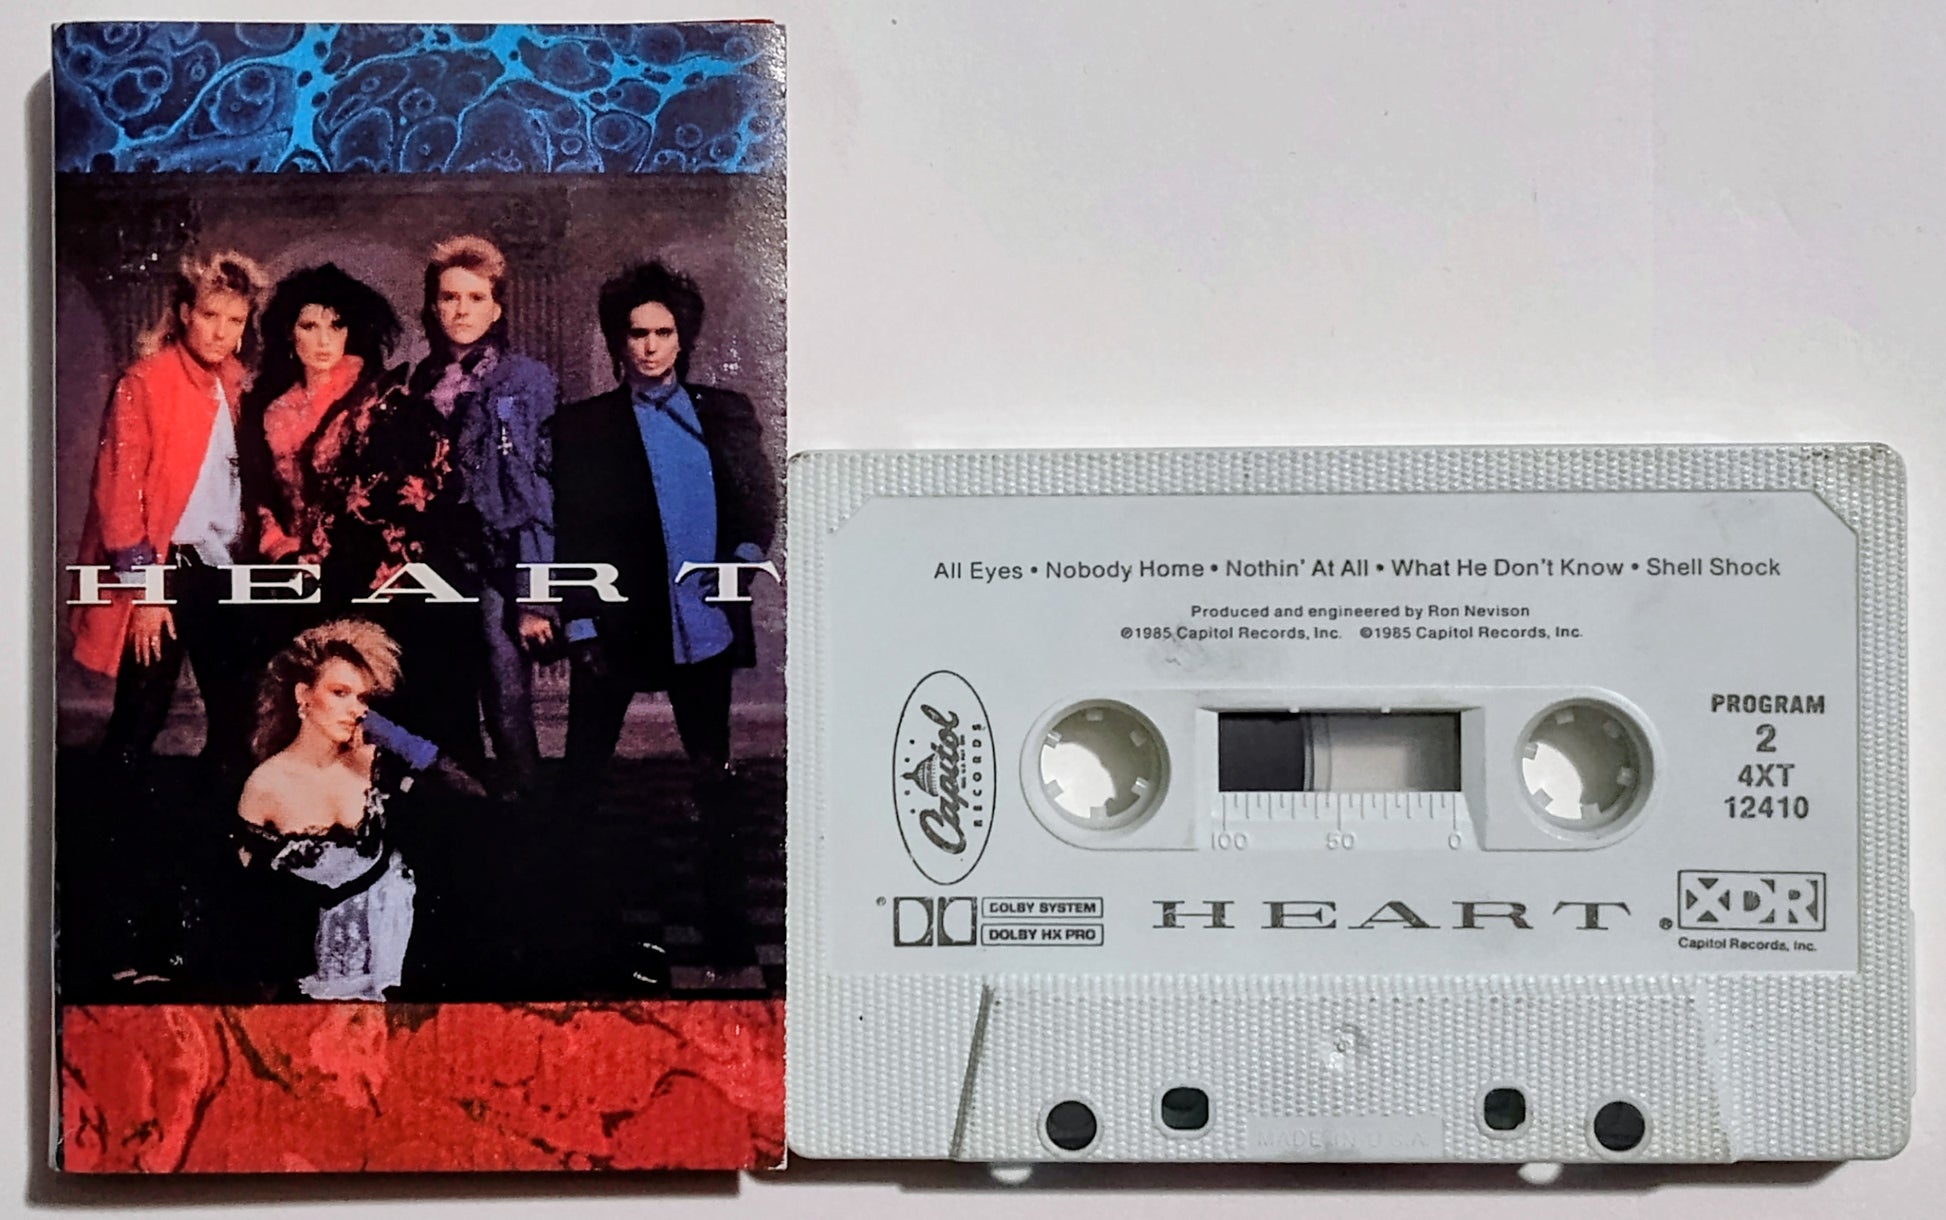 HEART
All Eyes • Nobody Home • Nothin' At All • What He Don't Know • Shell Shock
Produced and engineered by Ron Nevison
℗1985 Capitol Records, Inc. ©1985 Capitol Records, Inc.
Capitol
RECORDS
PROGRAM
2
4XT
12410
100 50 0
® DOLBY SYSTEM
DOLBY HX PRO
HEART
® XDR
Capitol Records, Inc.
MADE IN U.S.A.